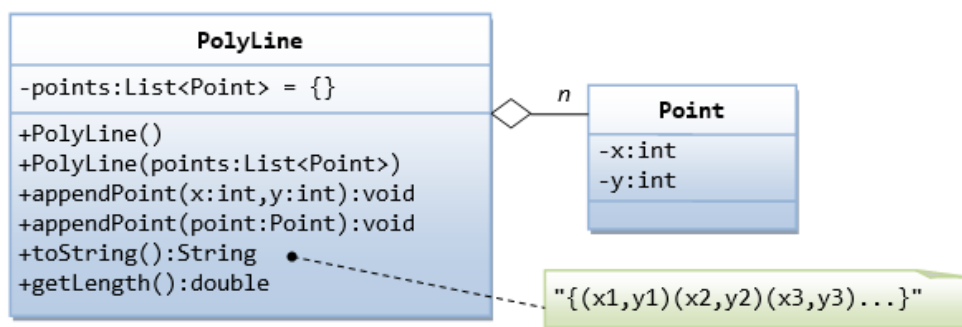 PolyLine
-points:List<Point> = {}
+PolyLine()
+PolyLine(points:List<Point>)
+appendPoint(x:int,y:int):void
+appendPoint(point:Point):void
+toString():String
+getLength():double
n
Point
-x:int
-y:int
"{(x1,y1)(x2,y2)(x3,y3)...}"